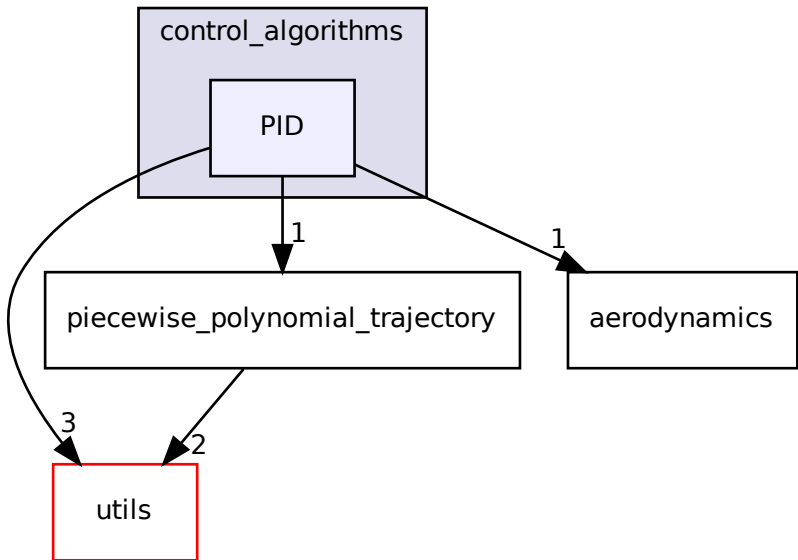 control_algorithms
PID
1
1
piecewise_polynomial_trajectory
aerodynamics
3
2
utils